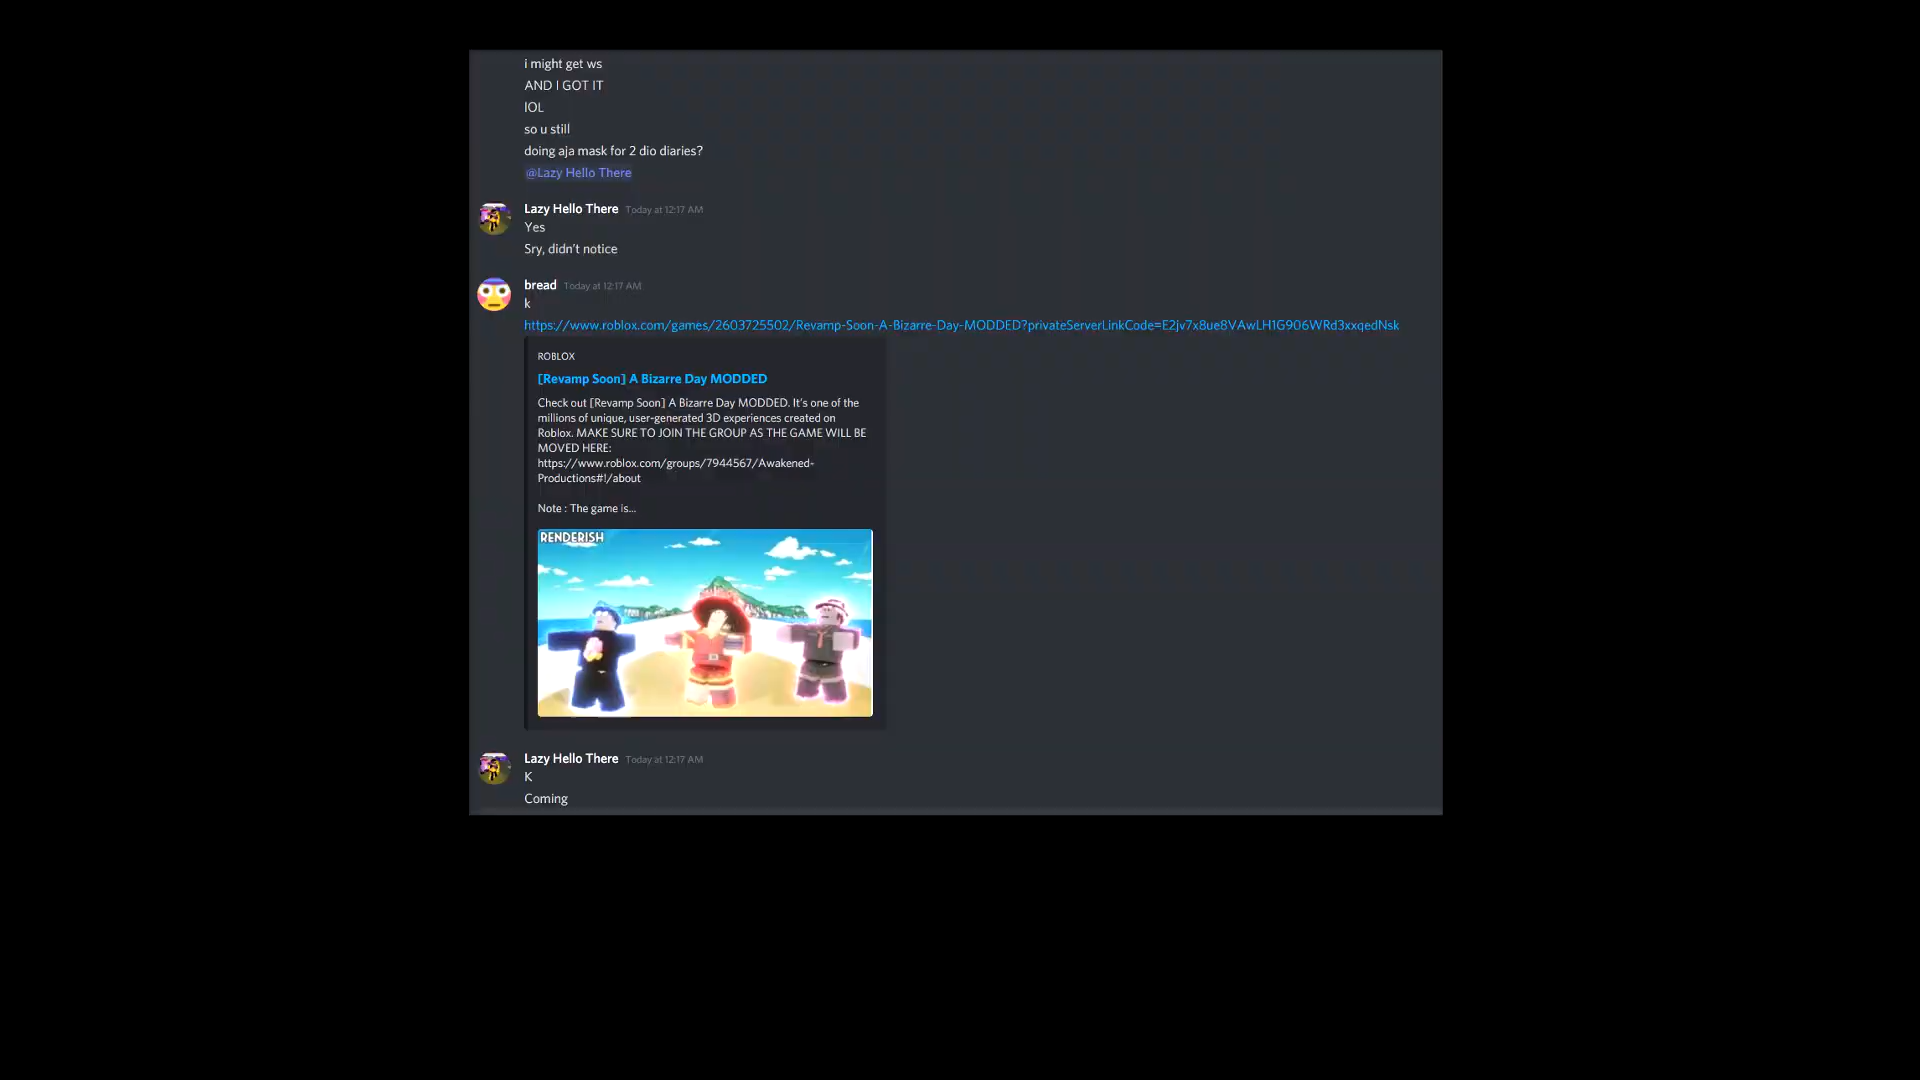 i might get ws
AND I GOT IT
lOL
so u still
doing aja mask for 2 dio diaries?
@Lazy Hello There
Lazy Hello There Today at 12:17 AM
Yes
Sry, didn't notice
bread Today at 12:17 AM
k
https://www.roblox.com/games/2603725502/Revamp-Soon-A-Bizarre-Day-MODDED?privateServerLinkCode=E2jv7x8ue8VAwLH1G906WRd3xxqedNsk
ROBLOX
[Revamp Soon] A Bizarre Day MODDED
Check out [Revamp Soon] A Bizarre Day MODDED. It's one of the
millions of unique, user-generated 3D experiences created on
Roblox. MAKE SURE TO JOIN THE GROUP AS THE GAME WILL BE
MOVED HERE:
https://www.roblox.com/groups/7944567/Awakened-
Productions#!/about
Note : The game is...
RENDERISH
Lazy Hello There Today at 12:17 AM
K
Coming